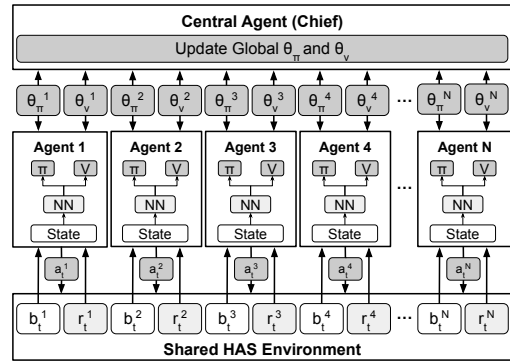 Central Agent (Chief)
Update Global θπ and θv
θπ¹ θv¹ θπ² θv² θπ³ θv³ θπ⁴ θv⁴ ... θπᴺ θvᴺ
Agent 1 Agent 2 Agent 3 Agent 4 Agent N
π V π V π V π V π V
NN NN NN NN ... NN
State State State State State
at¹ at² at³ at⁴ atᴺ
bt¹ rt¹ bt² rt² bt³ rt³ bt⁴ rt⁴ ... btᴺ rtᴺ
Shared HAS Environment